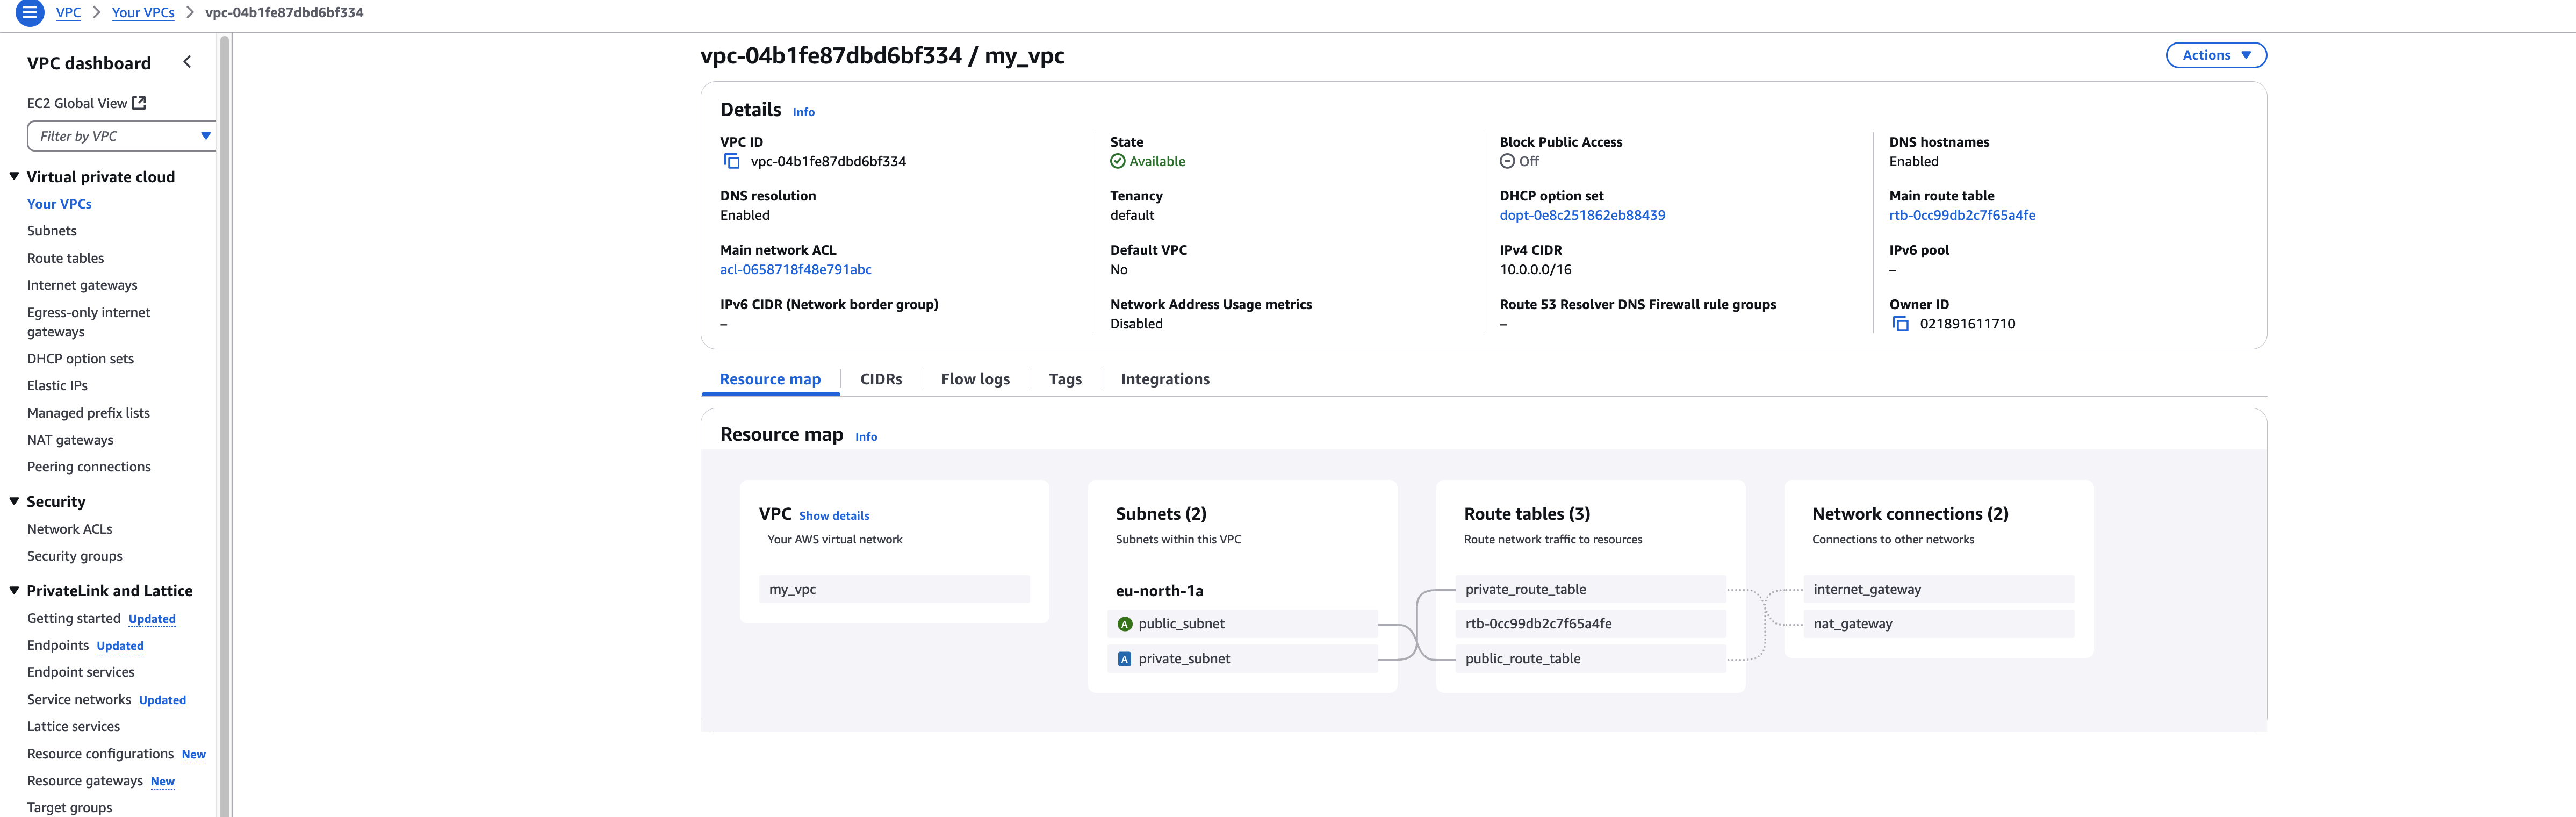 VPC > Your VPCs > vpc-04b1fe87dbd6bf334
VPC dashboard
EC2 Global View
Filter by VPC
Virtual private cloud
Your VPCs
Subnets
Route tables
Internet gateways
Egress-only internet
gateways
DHCP option sets
Elastic IPs
Managed prefix lists
NAT gateways
Peering connections
Security
Network ACLs
Security groups
PrivateLink and Lattice
Getting started Updated
Endpoints Updated
Endpoint services
Service networks Updated
Lattice services
Resource configurations New
Resource gateways New
Target groups
vpc-04b1fe87dbd6bf334 / my_vpc
Actions
Details Info
VPC ID
vpc-04b1fe87dbd6bf334
State
Available
Block Public Access
Off
DNS hostnames
Enabled
DNS resolution
Enabled
Tenancy
default
DHCP option set
dopt-0e8c251862eb88439
Main route table
rtb-0cc99db2c7f65a4fe
Main network ACL
acl-0658718f48e791abc
Default VPC
No
IPv4 CIDR
10.0.0.0/16
IPv6 pool
–
IPv6 CIDR (Network border group)
–
Network Address Usage metrics
Disabled
Route 53 Resolver DNS Firewall rule groups
–
Owner ID
021891611710
Resource map
CIDRs
Flow logs
Tags
Integrations
Resource map Info
VPC Show details
Your AWS virtual network
my_vpc
Subnets (2)
Subnets within this VPC
eu-north-1a
A public_subnet
A private_subnet
Route tables (3)
Route network traffic to resources
private_route_table
rtb-0cc99db2c7f65a4fe
public_route_table
Network connections (2)
Connections to other networks
internet_gateway
nat_gateway